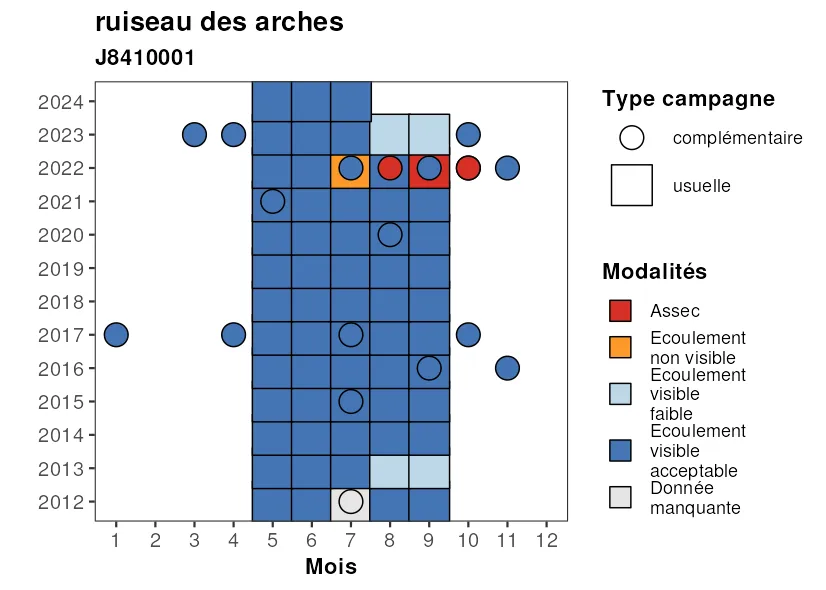 ruiseau des arches
J8410001
2024
2023
2022
2021
2020
2019
2018
2017
2016
2015
2014
2013
2012
1 2 3 4 5 6 7 8 9 10 11 12
Mois
Type campagne
complémentaire
usuelle
Modalités
Assec
Ecoulement
non visible
Ecoulement
visible
faible
Ecoulement
visible
acceptable
Donnée
manquante